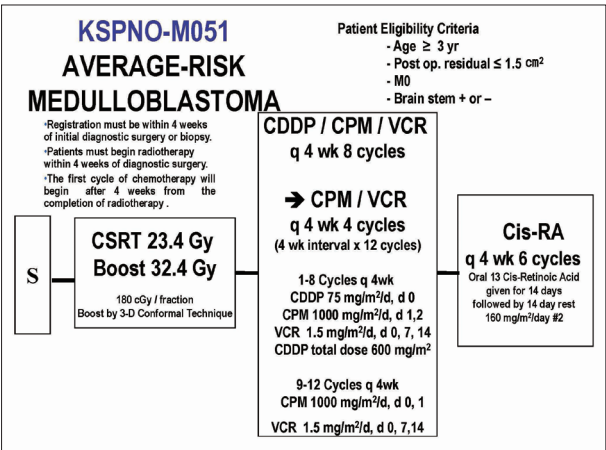 KSPNO-M051
AVERAGE-RISK
MEDULLOBLASTOMA
•Registration must be within 4 weeks
of initial diagnostic surgery or biopsy.
•Patients must begin radiotherapy
within 4 weeks of diagnostic surgery.
•The first cycle of chemotherapy will
begin after 4 weeks from the
completion of radiotherapy .
Patient Eligibility Criteria
- Age ≥ 3 yr
- Post op. residual ≤ 1.5 cm²
- M0
- Brain stem + or –
S
CSRT 23.4 Gy
Boost 32.4 Gy
180 cGy / fraction
Boost by 3-D Conformal Technique
CDDP / CPM / VCR
q 4 wk 8 cycles
➔ CPM / VCR
q 4 wk 4 cycles
(4 wk interval x 12 cycles)
1-8 Cycles q 4wk
CDDP 75 mg/m²/d, d 0
CPM 1000 mg/m²/d, d 1,2
VCR 1.5 mg/m²/d, d 0, 7, 14
CDDP total dose 600 mg/m²
9-12 Cycles q 4wk
CPM 1000 mg/m²/d, d 0, 1
VCR 1.5 mg/m²/d, d 0, 7,14
Cis-RA
q 4 wk 6 cycles
Oral 13 Cis-Retinoic Acid
given for 14 days
followed by 14 day rest
160 mg/m²/day #2